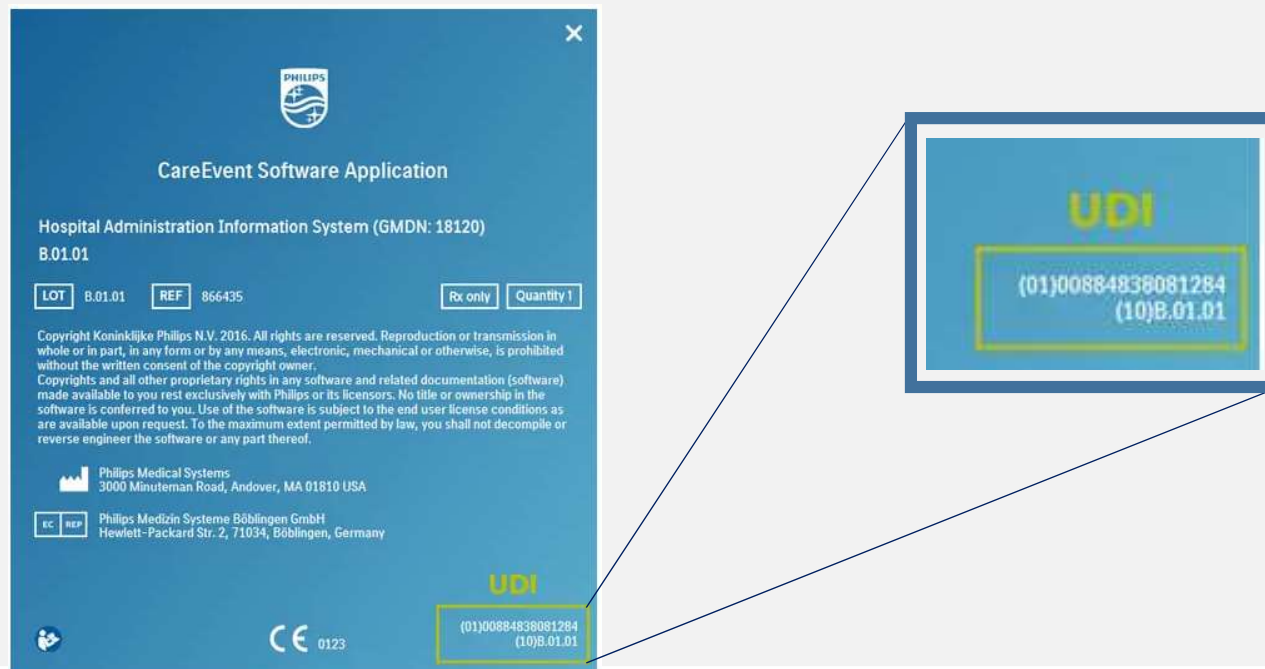 PHILIPS
CareEvent Software Application
Hospital Administration Information System (GMDN: 18120)
B.01.01
LOT B.01.01 REF 866435 Rx only Quantity 1
Copyright Koninklijke Philips N.V. 2016. All rights are reserved. Reproduction or transmission in
whole or in part, in any form or by any means, electronic, mechanical or otherwise, is prohibited
without the written consent of the copyright owner.
Copyrights and all other proprietary rights in any software and related documentation (software)
made available to you rest exclusively with Philips or its licensors. No title or ownership in the
software is conferred to you. Use of the software is subject to the end user license conditions as
are available upon request. To the maximum extent permitted by law, you shall not decompile or
reverse engineer the software or any part thereof.
Philips Medical Systems
3000 Minuteman Road, Andover, MA 01810 USA
EC REP Philips Medizin Systeme Böblingen GmbH
Hewlett-Packard Str. 2, 71034, Böblingen, Germany
UDI
(01)00884838081284
(10)B.01.01
CE 0123
UDI
(01)00884838081284
(10)B.01.01